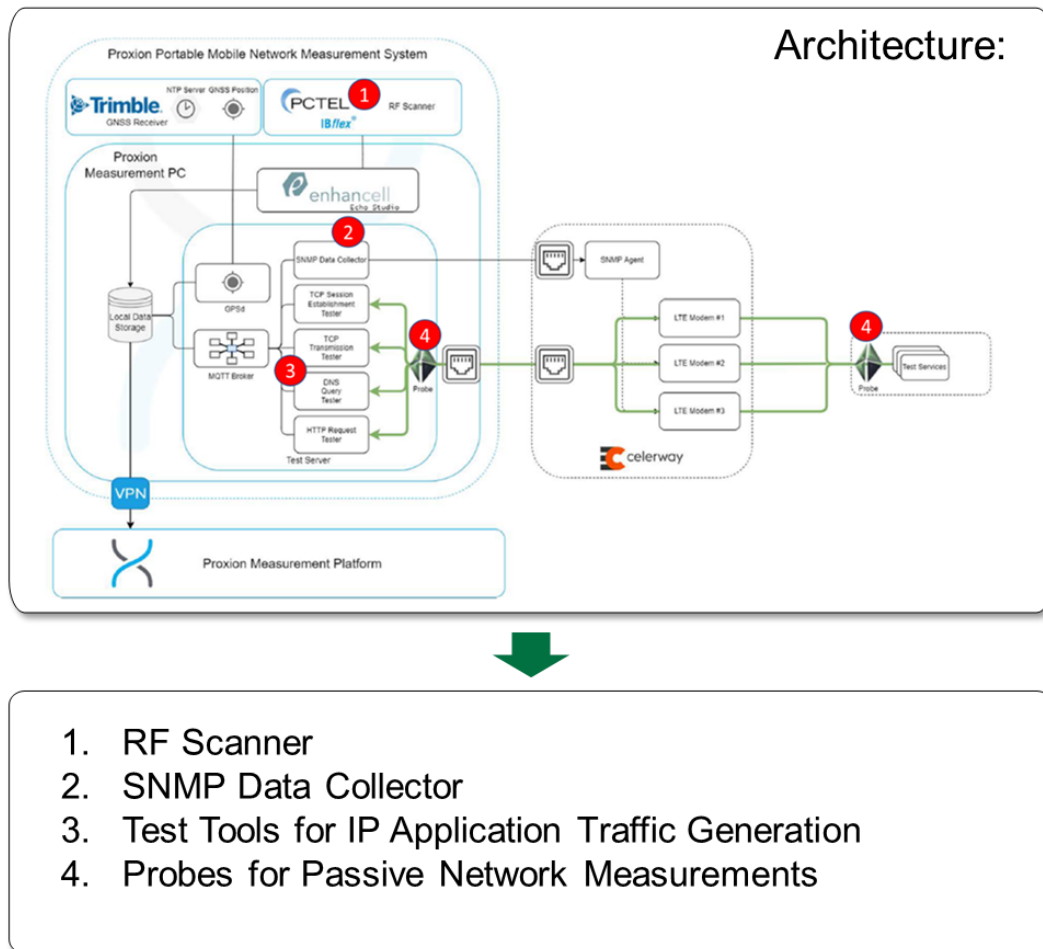 Architecture:
Proxion Portable Mobile Network Measurement System
Trimble.
NTP Server
GNSS Position
GNSS Receiver
PCTEL
1
IBflex®
RF Scanner
Proxion
Measurement PC
enhancell
Echo Studio
2
SNMP Data Collector
SNMP Agent
GPSd
Local Data
Storage
MQTT Broker
TCP Session
Establishment
Tester
TCP
Transmission
Tester
3
DNS
Query
Tester
HTTP Request
Tester
Test Server
4
Probe
LTE Modem #1
LTE Modem #2
LTE Modem #3
celerway
4
Probe
Test Services
VPN
Proxion Measurement Platform
1. RF Scanner
2. SNMP Data Collector
3. Test Tools for IP Application Traffic Generation
4. Probes for Passive Network Measurements